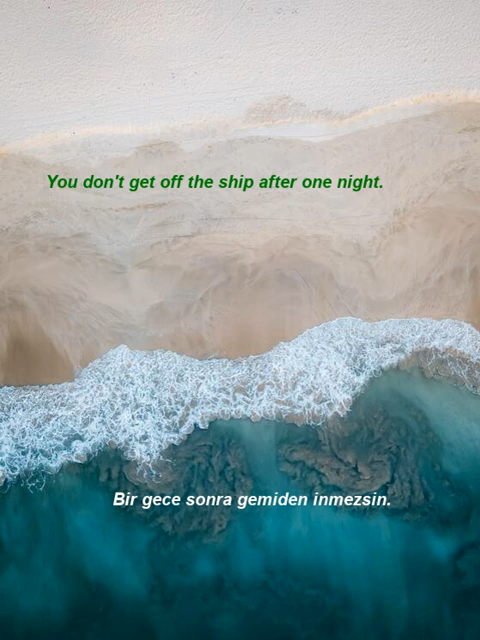 You don't get off the ship after one night.
Bir gece sonra gemiden inmezsin.